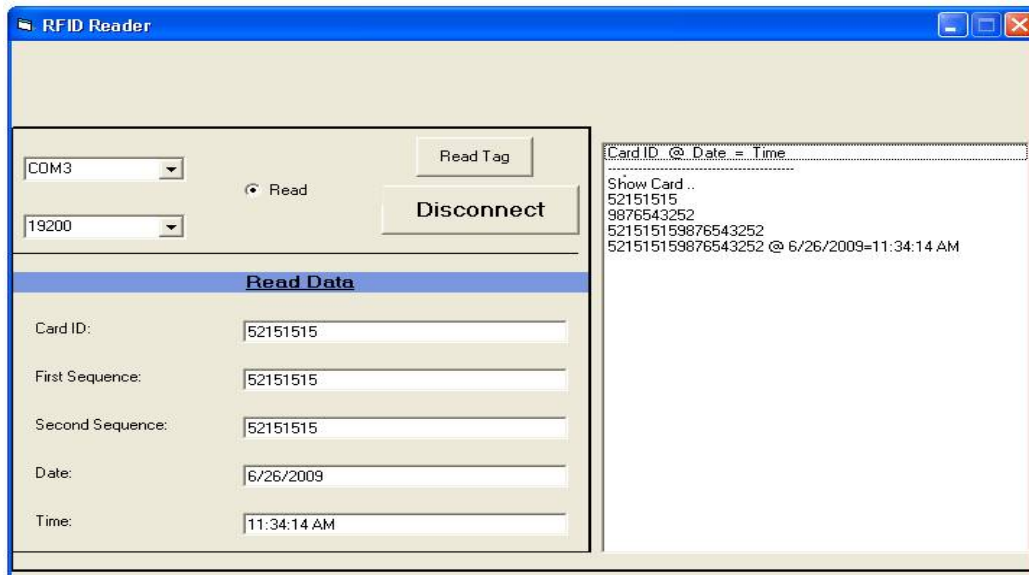 RFID Reader
COM3
19200
Read
Read Tag
Disconnect
Read Data
Card ID:
52151515
First Sequence:
52151515
Second Sequence:
52151515
Date:
6/26/2009
Time:
11:34:14 AM
Card ID @ Date = Time
--------------------------------------------
Show Card ..
52151515
9876543252
521515159876543252
521515159876543252 @ 6/26/2009=11:34:14 AM